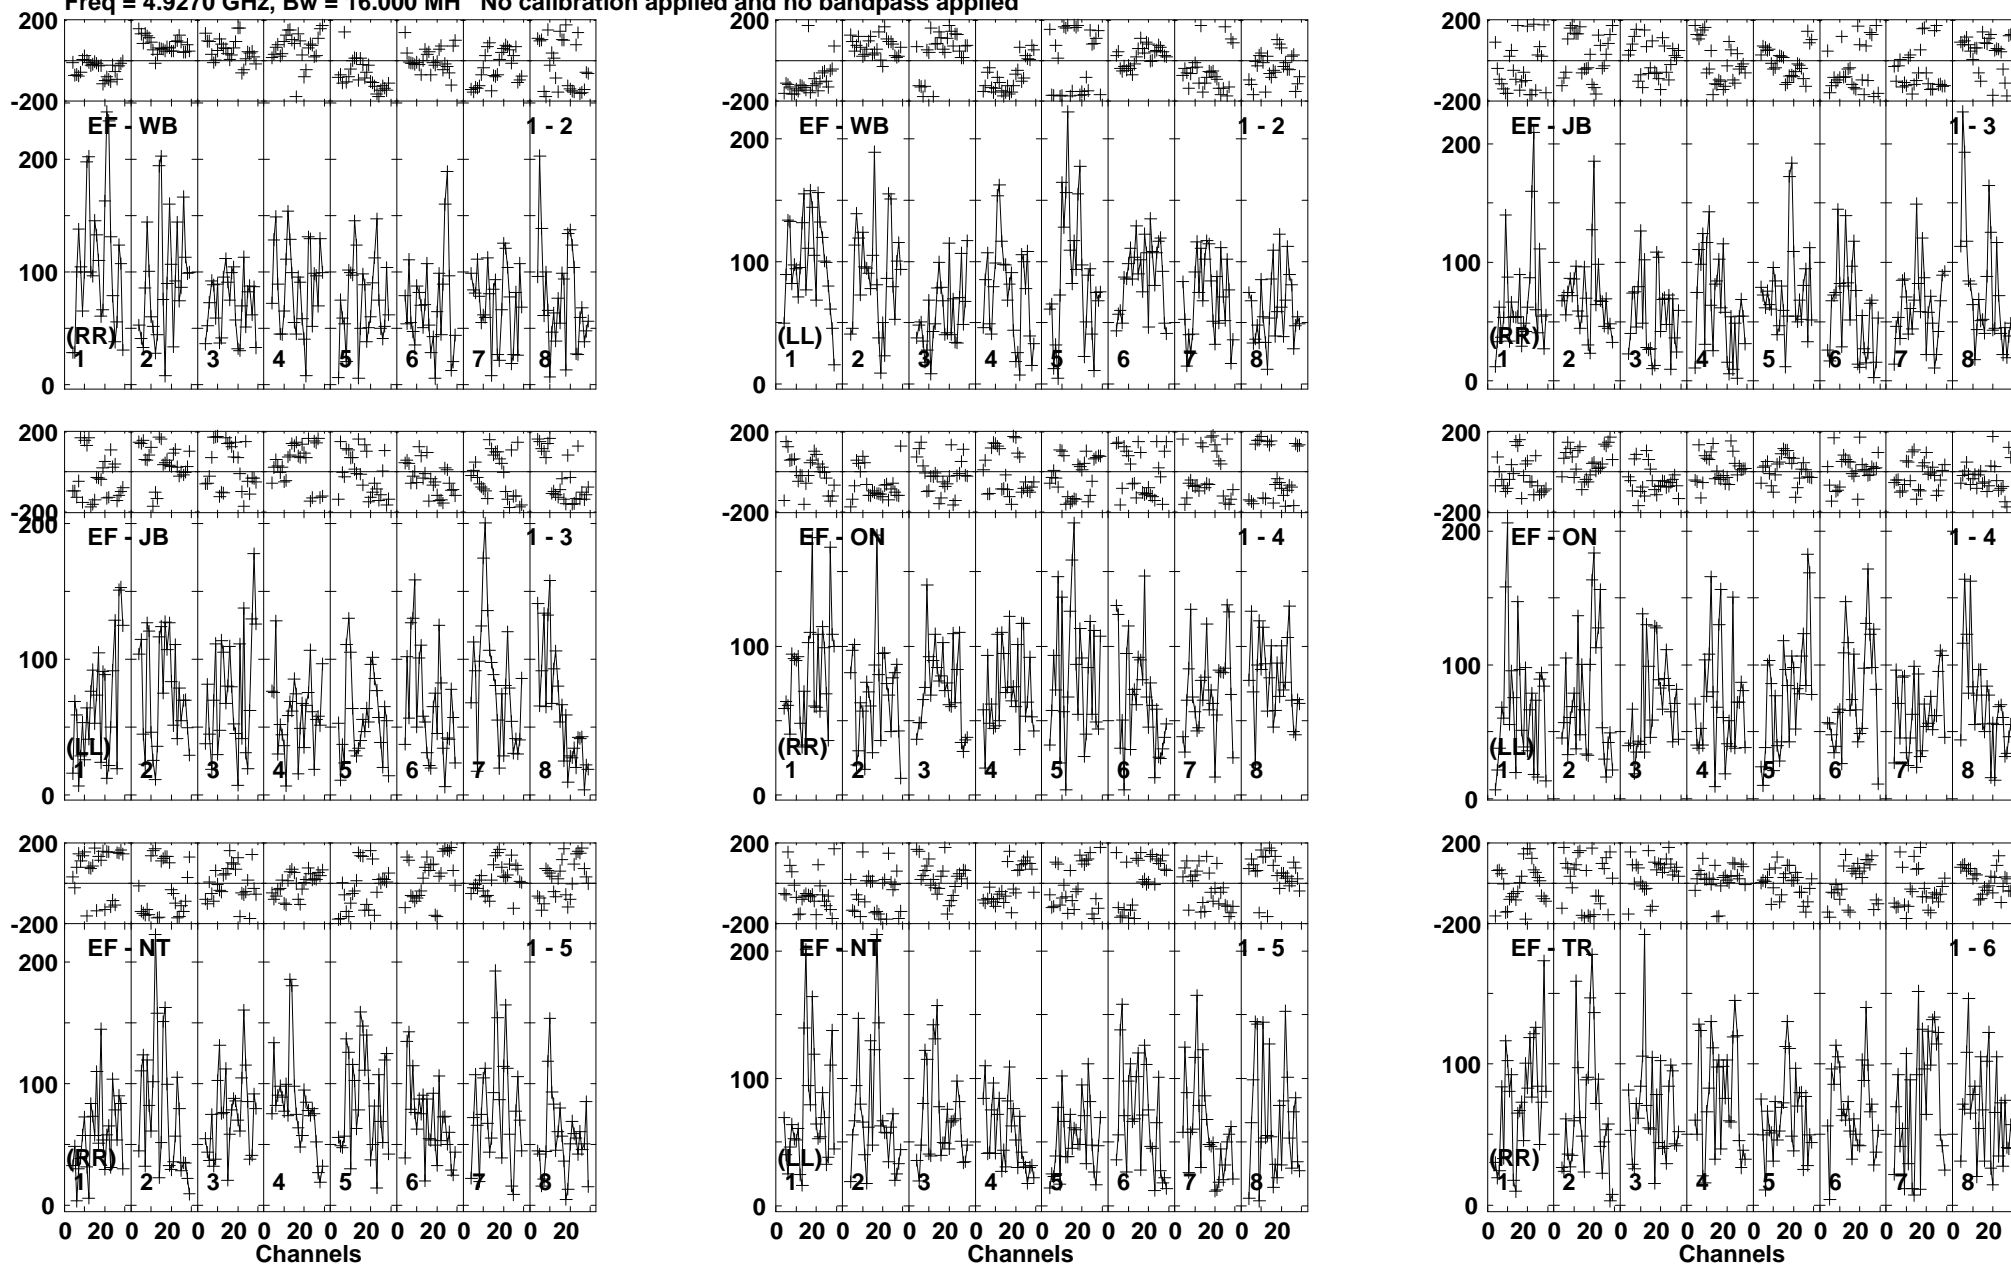 Freq = 4.9270 GHz, Bw = 16.000 MH No calibration applied and no bandpass applied
200 200 200
-200 -200 -200
EF - WB 1 - 2 EF - WB 1 - 2 EF - JB 1 - 3
200 200 200
100 100 100
(RR) (LL) (RR)
1 2 3 4 5 6 7 8 1 2 3 4 5 6 7 8 1 2 3 4 5 6 7 8
0 0 0
200 200 200
-200 -200 -200
200 200
EF - JB 1 - 3 EF - ON 1 - 4 EF - ON 1 - 4
100 100 100
(LL) (RR) (LL)
1 2 3 4 5 6 7 8 1 2 3 4 5 6 7 8 1 2 3 4 5 6 7 8
0 0 0
200 200 200
-200 -200 -200
EF - NT 1 - 5 EF - NT 1 - 5 EF - TR 1 - 6
200 200
100 100 100
(RR) (LL) (RR)
1 2 3 4 5 6 7 8 1 2 3 4 5 6 7 8 1 2 3 4 5 6 7 8
0 0 0
0 20 0 20 0 20 0 20 0 20 0 20 0 20 0 20 0 20 0 20 0 20 0 20 0 20 0 20 0 20 0 20 0 20 0 20 0 20 0 20 0 20 0 20 0 20 0 20
Channels Channels Channels